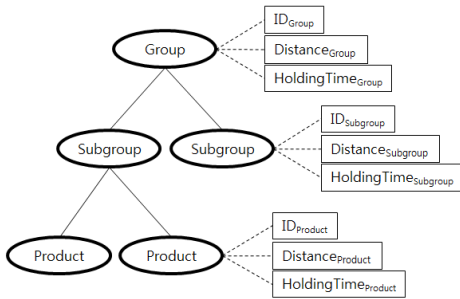 ID_Group
Group
Distance_Group
HoldingTime_Group
ID_Subgroup
Subgroup
Subgroup
Distance_Subgroup
HoldingTime_Subgroup
ID_Product
Product
Product
Distance_Product
HoldingTime_Product